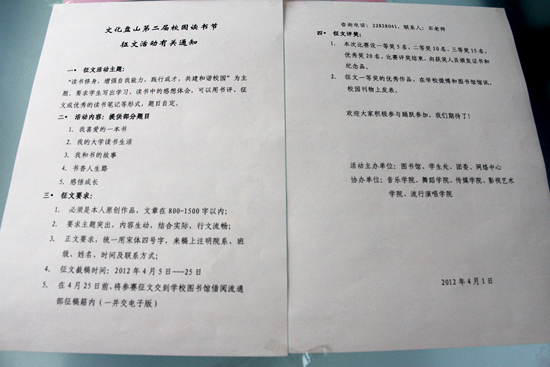 文化盘山第二届校园读书节
征文活动有关通知
一· 征文活动主题:
“读书修身、增强自我能力、践行成才、共建和谐校园”为主
题。要求学生写出学习、读书中的感想体会,可以用书评、征
文或优秀的读书笔记等形式,题目自定。
二· 活动内容:提供部分题目
1. 我喜爱的一本书
2. 我的大学读书生活
3. 我和书的故事
4. 书香人生路
5. 感悟成长
三· 征文要求:
1. 必须是本人原创作品,文章在800-1500字以内;
2. 要求主题突出、内容生动、结合实际、行文流畅;
3. 正文要求,统一用宋体四号字,来稿上注明院系、班
级、姓名、时间及联系方式;
4. 征文截稿时间:2012年4月5日——25日
5. 在4月25日前,将参赛征文交到学校图书馆借阅流通
部征稿箱内(一并交电子版)
咨询电话:22828041,联系人:石老师
四· 征文评奖:
1. 本次比赛设一等奖5名,二等奖10名,三等奖15名,
优秀奖20名,比赛评奖结束,向获奖人员颁发证书和
纪念品。
2. 征文一等奖的优秀作品,在学校微博和图书馆馆讯、
校园刊物上发表。
欢迎大家积极参与踊跃参加,我们期待了!
活动主办单位:图书馆、学生处、团委、网络中心
协办单位:音乐学院、舞蹈学院、传媒学院、影视艺术
学院、流行演唱学院
2012年4月1日